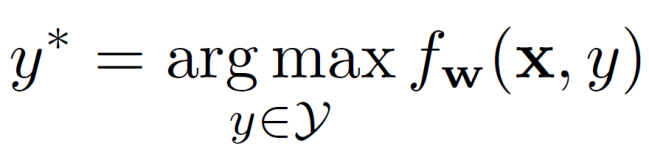 y* = arg max f_w(x, y)
y∈𝒴